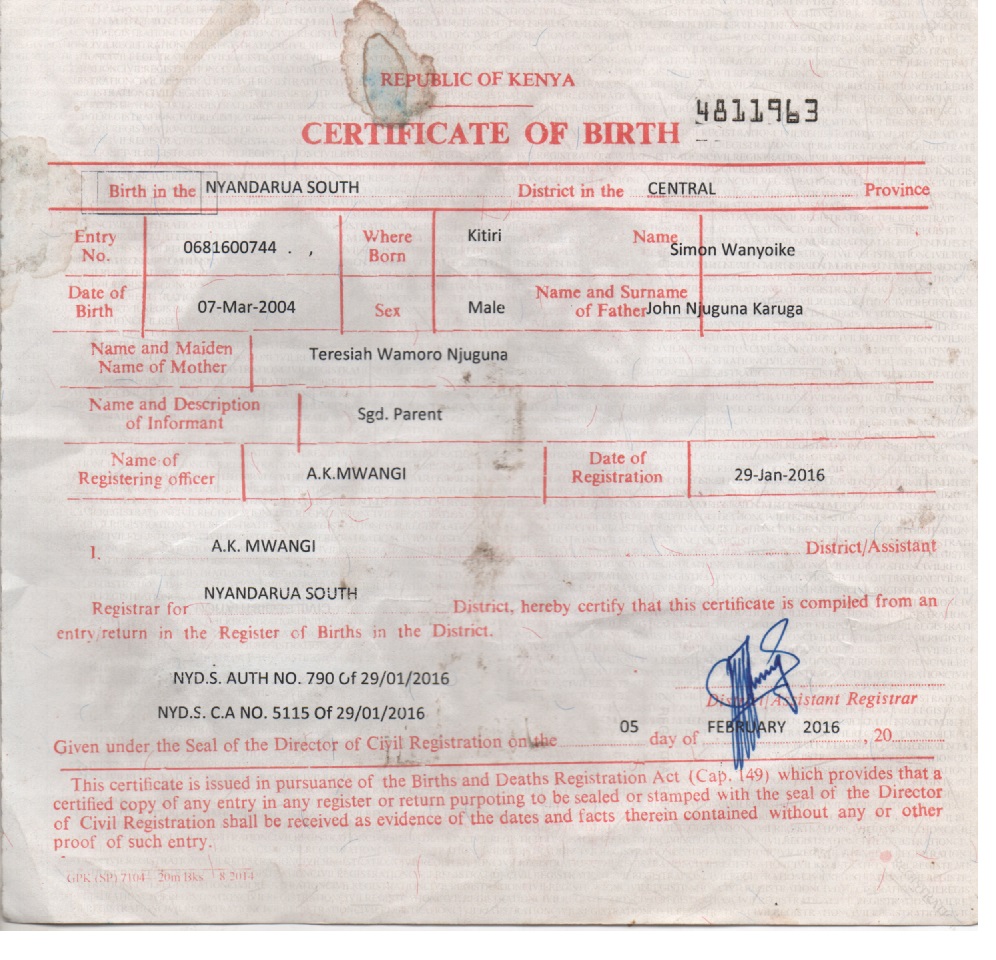 REPUBLIC OF KENYA
4811963
CERTIFICATE OF BIRTH
Birth in the NYANDARUA SOUTH District in the CENTRAL Province
Entry No. 0681600744 . , Where Born Kitiri Name Simon Wanyoike
Date of Birth 07-Mar-2004 Sex Male Name and Surname of Father John Njuguna Karuga
Name and Maiden Name of Mother Teresiah Wamoro Njuguna
Name and Description of Informant Sgd. Parent
Name of Registering officer A.K.MWANGI Date of Registration 29-Jan-2016
I. A.K. MWANGI District/Assistant
Registrar for NYANDARUA SOUTH District, hereby certify that this certificate is compiled from an
entry/return in the Register of Births in the District.
NYD.S. AUTH NO. 790 Of 29/01/2016
District/Assistant Registrar
NYD.S. C.A NO. 5115 Of 29/01/2016
Given under the Seal of the Director of Civil Registration on the 05 day of FEBRUARY 2016 , 20
This certificate is issued in pursuance of the Births and Deaths Registration Act (Cap. 149) which provides that a
certified copy of any entry in any register or return purpoting to be sealed or stamped with the seal of the Director
of Civil Registration shall be received as evidence of the dates and facts therein contained without any or other
proof of such entry.
GPK (SP) 7104—20m Bks—8/2014